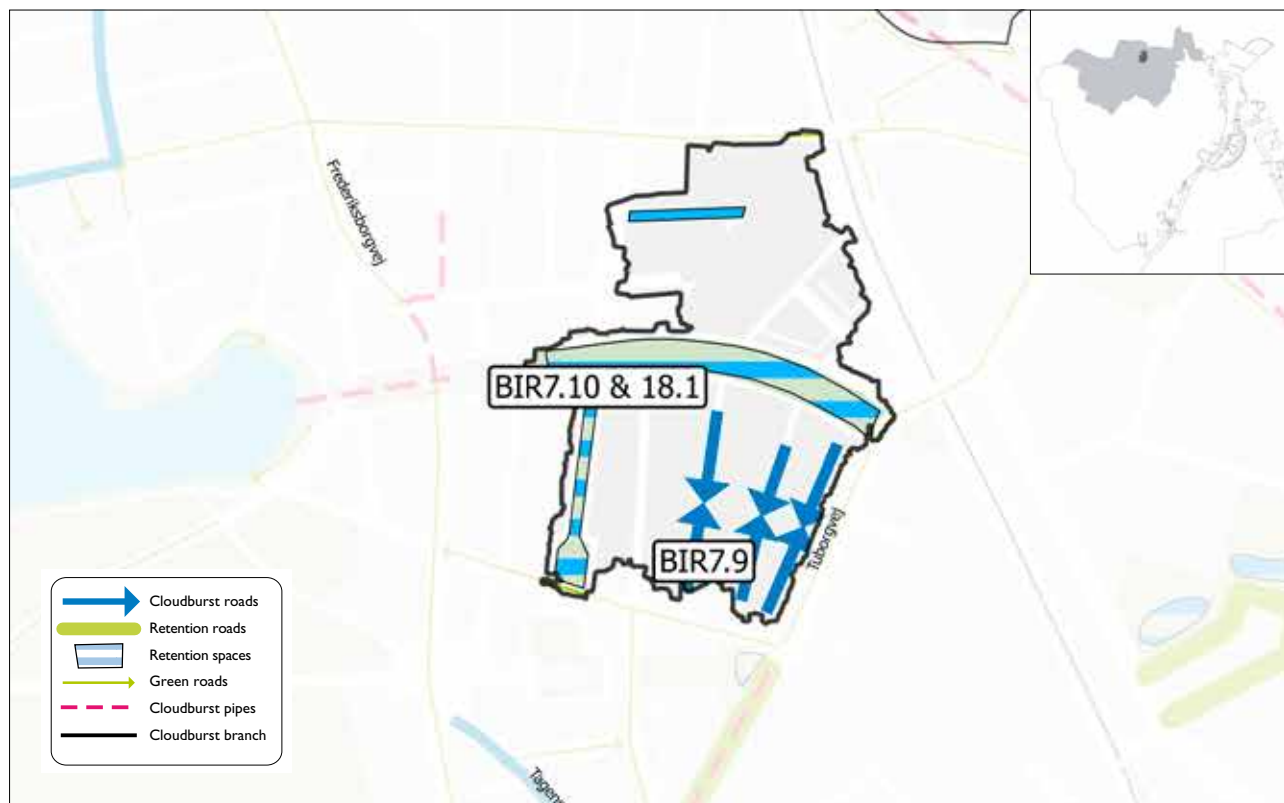 Frederiksborgvej
BIR7.10 & 18.1
BIR7.9
Tuborgvej
Cloudburst roads
Retention roads
Retention spaces
Green roads
Cloudburst pipes
Cloudburst branch